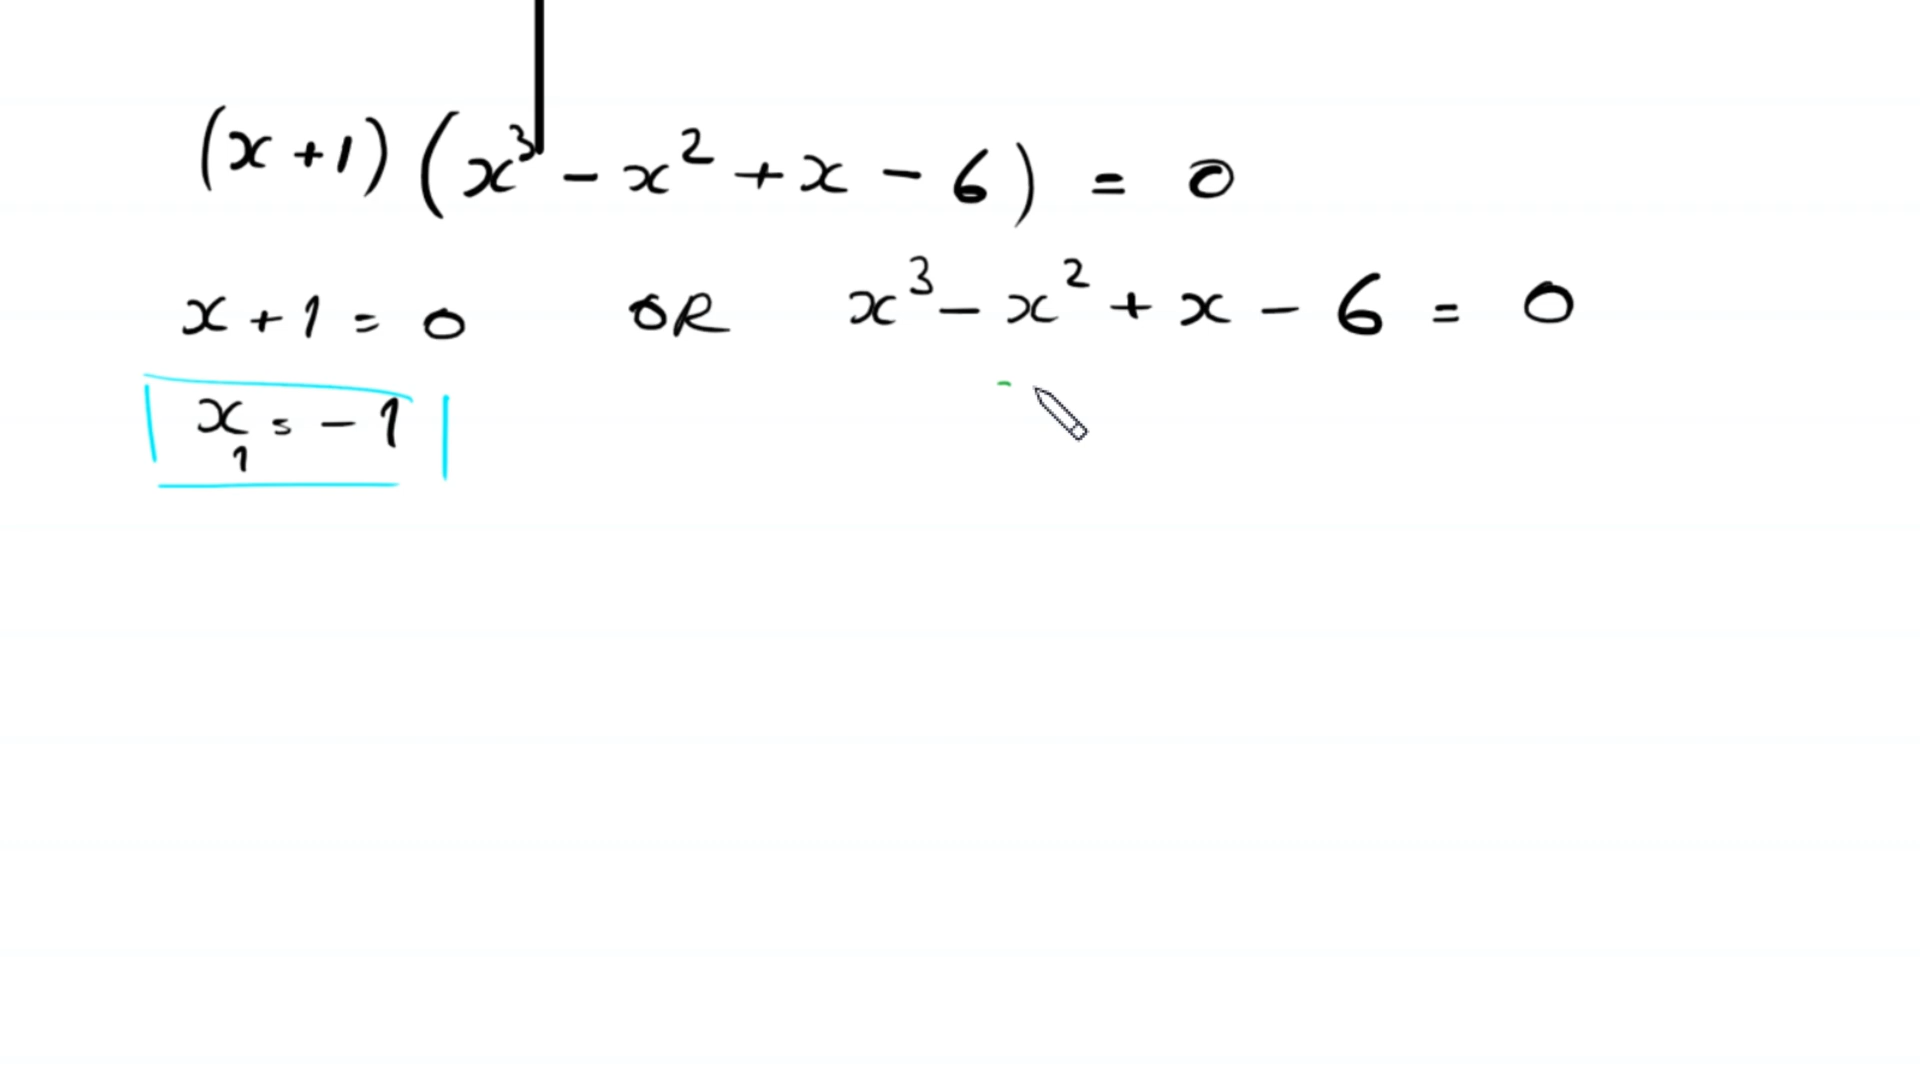 (x+1)(x³ - x² + x - 6) = 0
x + 1 = 0 OR x³ - x² + x - 6 = 0
x₁ = - 1